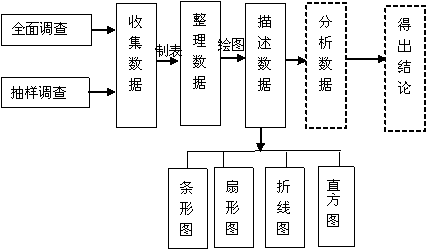 全面调查
抽样调查
收集数据
制表
整理数据
绘图
描述数据
分析数据
得出结论
条形图
扇形图
折线图
直方图